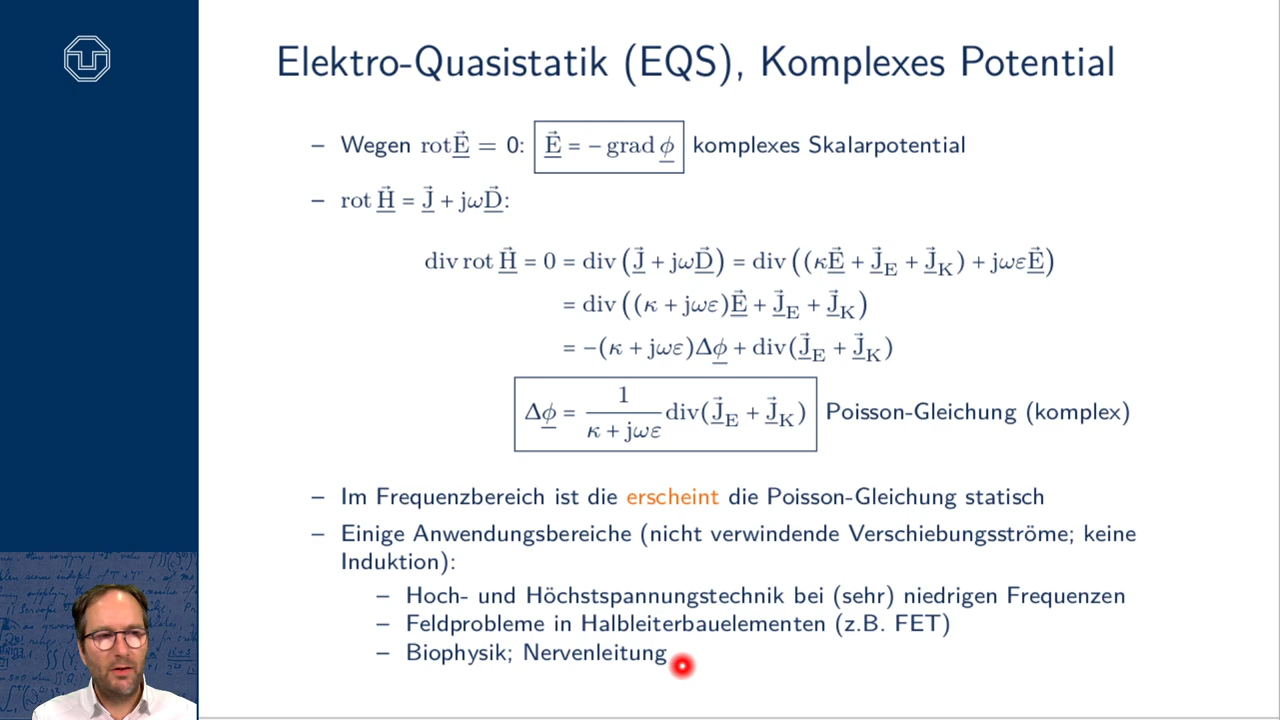 Elektro-Quasistatik (EQS), Komplexes Potential
– Wegen rot E̲⃗ = 0: E̲⃗ = − grad ϕ̲ komplexes Skalarpotential
– rot H̲⃗ = J̲⃗ + jωD̲⃗:
div rot H̲⃗ = 0 = div (J̲⃗ + jωD̲⃗) = div ((κE̲⃗ + J̲⃗_E + J̲⃗_K) + jωεE̲⃗)
= div ((κ + jωε)E̲⃗ + J̲⃗_E + J̲⃗_K)
= −(κ + jωε)Δϕ̲ + div(J̲⃗_E + J̲⃗_K)
Δϕ̲ = 1/(κ + jωε) div(J̲⃗_E + J̲⃗_K) Poisson-Gleichung (komplex)
– Im Frequenzbereich ist die erscheint die Poisson-Gleichung statisch
– Einige Anwendungsbereiche (nicht verwindende Verschiebungsströme; keine
Induktion):
– Hoch- und Höchstspannungstechnik bei (sehr) niedrigen Frequenzen
– Feldprobleme in Halbleiterbauelementen (z.B. FET)
– Biophysik; Nervenleitung